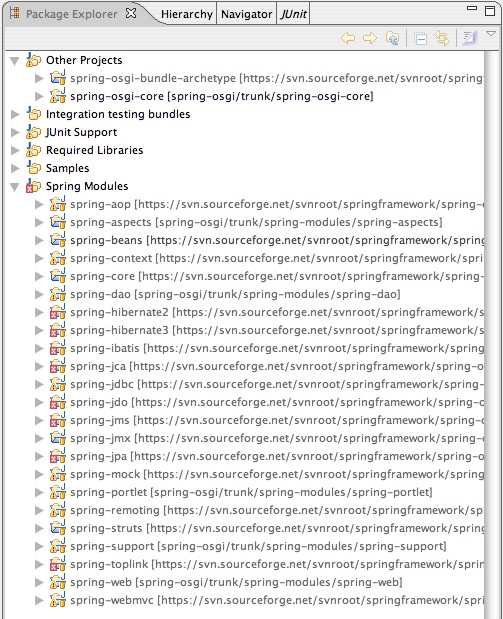 Package Explorer Hierarchy Navigator JUnit
Other Projects
spring-osgi-bundle-archetype [https://svn.sourceforge.net/svnroot/spring
spring-osgi-core [spring-osgi/trunk/spring-osgi-core]
Integration testing bundles
JUnit Support
Required Libraries
Samples
Spring Modules
spring-aop [https://svn.sourceforge.net/svnroot/springframework/spring-o
spring-aspects [spring-osgi/trunk/spring-modules/spring-aspects]
spring-beans [https://svn.sourceforge.net/svnroot/springframework/spring
spring-context [https://svn.sourceforge.net/svnroot/springframework/spri
spring-core [https://svn.sourceforge.net/svnroot/springframework/spring-
spring-dao [spring-osgi/trunk/spring-modules/spring-dao]
spring-hibernate2 [https://svn.sourceforge.net/svnroot/springframework/s
spring-hibernate3 [https://svn.sourceforge.net/svnroot/springframework/s
spring-ibatis [https://svn.sourceforge.net/svnroot/springframework/spring
spring-jca [https://svn.sourceforge.net/svnroot/springframework/spring-o
spring-jdbc [https://svn.sourceforge.net/svnroot/springframework/spring-
spring-jdo [https://svn.sourceforge.net/svnroot/springframework/spring-o
spring-jms [https://svn.sourceforge.net/svnroot/springframework/spring-
spring-jmx [https://svn.sourceforge.net/svnroot/springframework/spring-
spring-jpa [https://svn.sourceforge.net/svnroot/springframework/spring-o
spring-mock [https://svn.sourceforge.net/svnroot/springframework/spring
spring-portlet [spring-osgi/trunk/spring-modules/spring-portlet]
spring-remoting [https://svn.sourceforge.net/svnroot/springframework/sp
spring-struts [https://svn.sourceforge.net/svnroot/springframework/spring
spring-support [spring-osgi/trunk/spring-modules/spring-support]
spring-toplink [https://svn.sourceforge.net/svnroot/springframework/sprin
spring-web [spring-osgi/trunk/spring-modules/spring-web]
spring-webmvc [https://svn.sourceforge.net/svnroot/springframework/spri